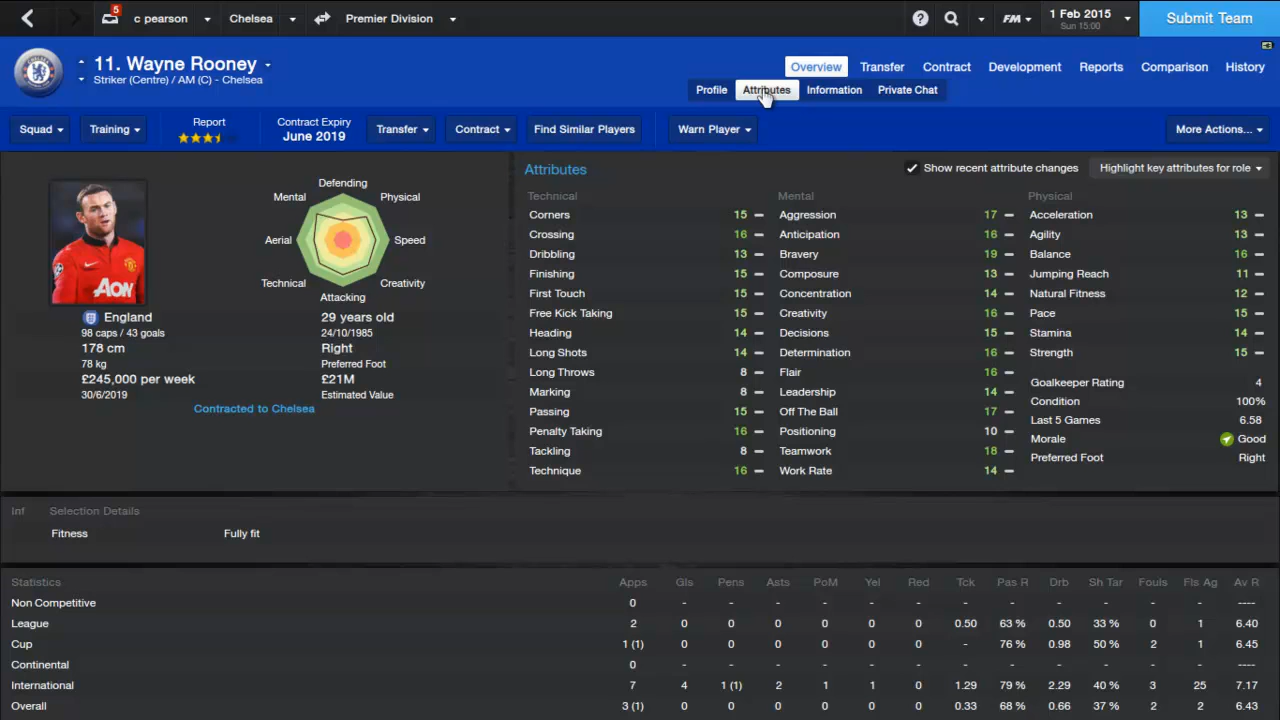 5
c pearson
Chelsea
Premier Division
?
FM
1 Feb 2015
Sun 15:00
Submit Team
11. Wayne Rooney
Striker (Centre) / AM (C) - Chelsea
Overview Transfer Contract Development Reports Comparison History
Profile Attributes Information Private Chat
Squad
Training
Report
Contract Expiry
June 2019
Transfer
Contract
Find Similar Players
Warn Player
More Actions...
Defending
Mental
Physical
Aerial
Speed
Technical
Creativity
Attacking
AON
England
98 caps / 43 goals
178 cm
78 kg
£245,000 per week
30/6/2019
29 years old
24/10/1985
Right
Preferred Foot
£21M
Estimated Value
Contracted to Chelsea
Attributes
Show recent attribute changes
Highlight key attributes for role
Technical Mental Physical
Corners 15 Aggression 17 Acceleration 13
Crossing 16 Anticipation 16 Agility 13
Dribbling 13 Bravery 19 Balance 16
Finishing 15 Composure 13 Jumping Reach 11
First Touch 15 Concentration 14 Natural Fitness 12
Free Kick Taking 15 Creativity 16 Pace 15
Heading 14 Decisions 15 Stamina 14
Long Shots 14 Determination 16 Strength 15
Long Throws 8 Flair 16
Marking 8 Leadership 14
Passing 15 Off The Ball 17
Penalty Taking 16 Positioning 10
Tackling 8 Teamwork 18
Technique 16 Work Rate 14
Goalkeeper Rating 4
Condition 100%
Last 5 Games 6.58
Morale Good
Preferred Foot Right
Inf Selection Details
Fitness Fully fit
Statistics Apps Gls Pens Asts PoM Yel Red Tck Pas R Drb Sh Tar Fouls Fls Ag Av R
Non Competitive 0 - - - - - - - - - - - - ----
League 2 0 0 0 0 0 0 0.50 63 % 0.50 33 % 0 1 6.40
Cup 1 (1) 0 0 0 0 0 0 - 76 % 0.98 50 % 2 1 6.45
Continental 0 - - - - - - - - - - - - ----
International 7 4 1 (1) 2 1 1 0 1.29 79 % 2.29 40 % 3 25 7.17
Overall 3 (1) 0 0 0 0 0 0 0.33 68 % 0.66 37 % 2 2 6.43